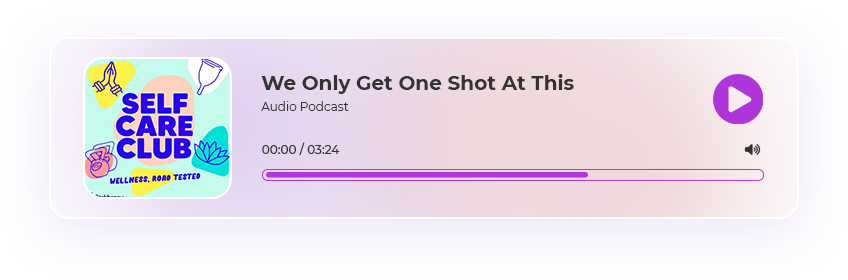 We Only Get One Shot At This
Audio Podcast
00:00 / 03:24
SELF
CARE
CLUB
WELLNESS, ROAD TESTED